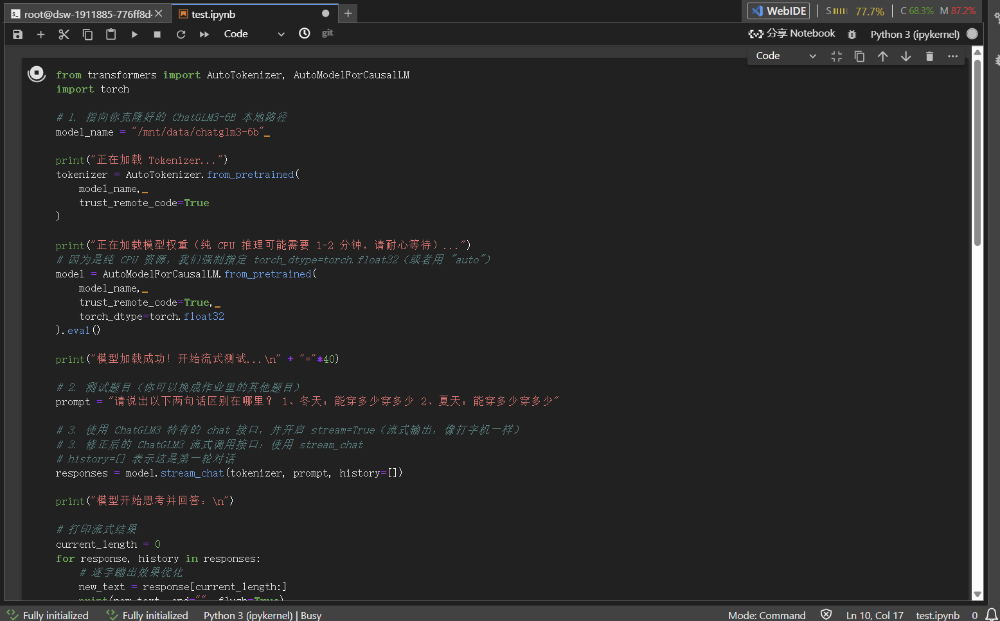 root@dsw-1911885-776ff8d4
test.ipynb
WebIDE
S 77.7%
C 68.3% M 87.2%
Code
git
分享 Notebook
Python 3 (ipykernel)
Code
from transformers import AutoTokenizer, AutoModelForCausalLM
import torch
# 1. 指向你克隆好的 ChatGLM3-6B 本地路径
model_name = "/mnt/data/chatglm3-6b"
print("正在加载 Tokenizer...")
tokenizer = AutoTokenizer.from_pretrained(
model_name,
trust_remote_code=True
)
print("正在加载模型权重（纯 CPU 推理可能需要 1-2 分钟，请耐心等待）...")
# 因为是纯 CPU 资源，我们强制指定 torch_dtype=torch.float32（或者用 "auto"）
model = AutoModelForCausalLM.from_pretrained(
model_name,
trust_remote_code=True,
torch_dtype=torch.float32
).eval()
print("模型加载成功！开始流式测试...\n" + "="*40)
# 2. 测试题目（你可以换成作业里的其他题目）
prompt = "请说出以下两句话区别在哪里？ 1、冬天：能穿多少穿多少 2、夏天：能穿多少穿多少"
# 3. 使用 ChatGLM3 特有的 chat 接口，并开启 stream=True（流式输出，像打字机一样）
# 3. 修正后的 ChatGLM3 流式调用接口：使用 stream_chat
# history=[] 表示这是第一轮对话
responses = model.stream_chat(tokenizer, prompt, history=[])
print("模型开始思考并回答：\n")
# 打印流式结果
current_length = 0
for response, history in responses:
# 逐字蹦出效果优化
new_text = response[current_length:]
print(new_text, end="", flush=True)
Fully initialized
Fully initialized
Python 3 (ipykernel) | Busy
Mode: Command
Ln 10, Col 17
test.ipynb
0